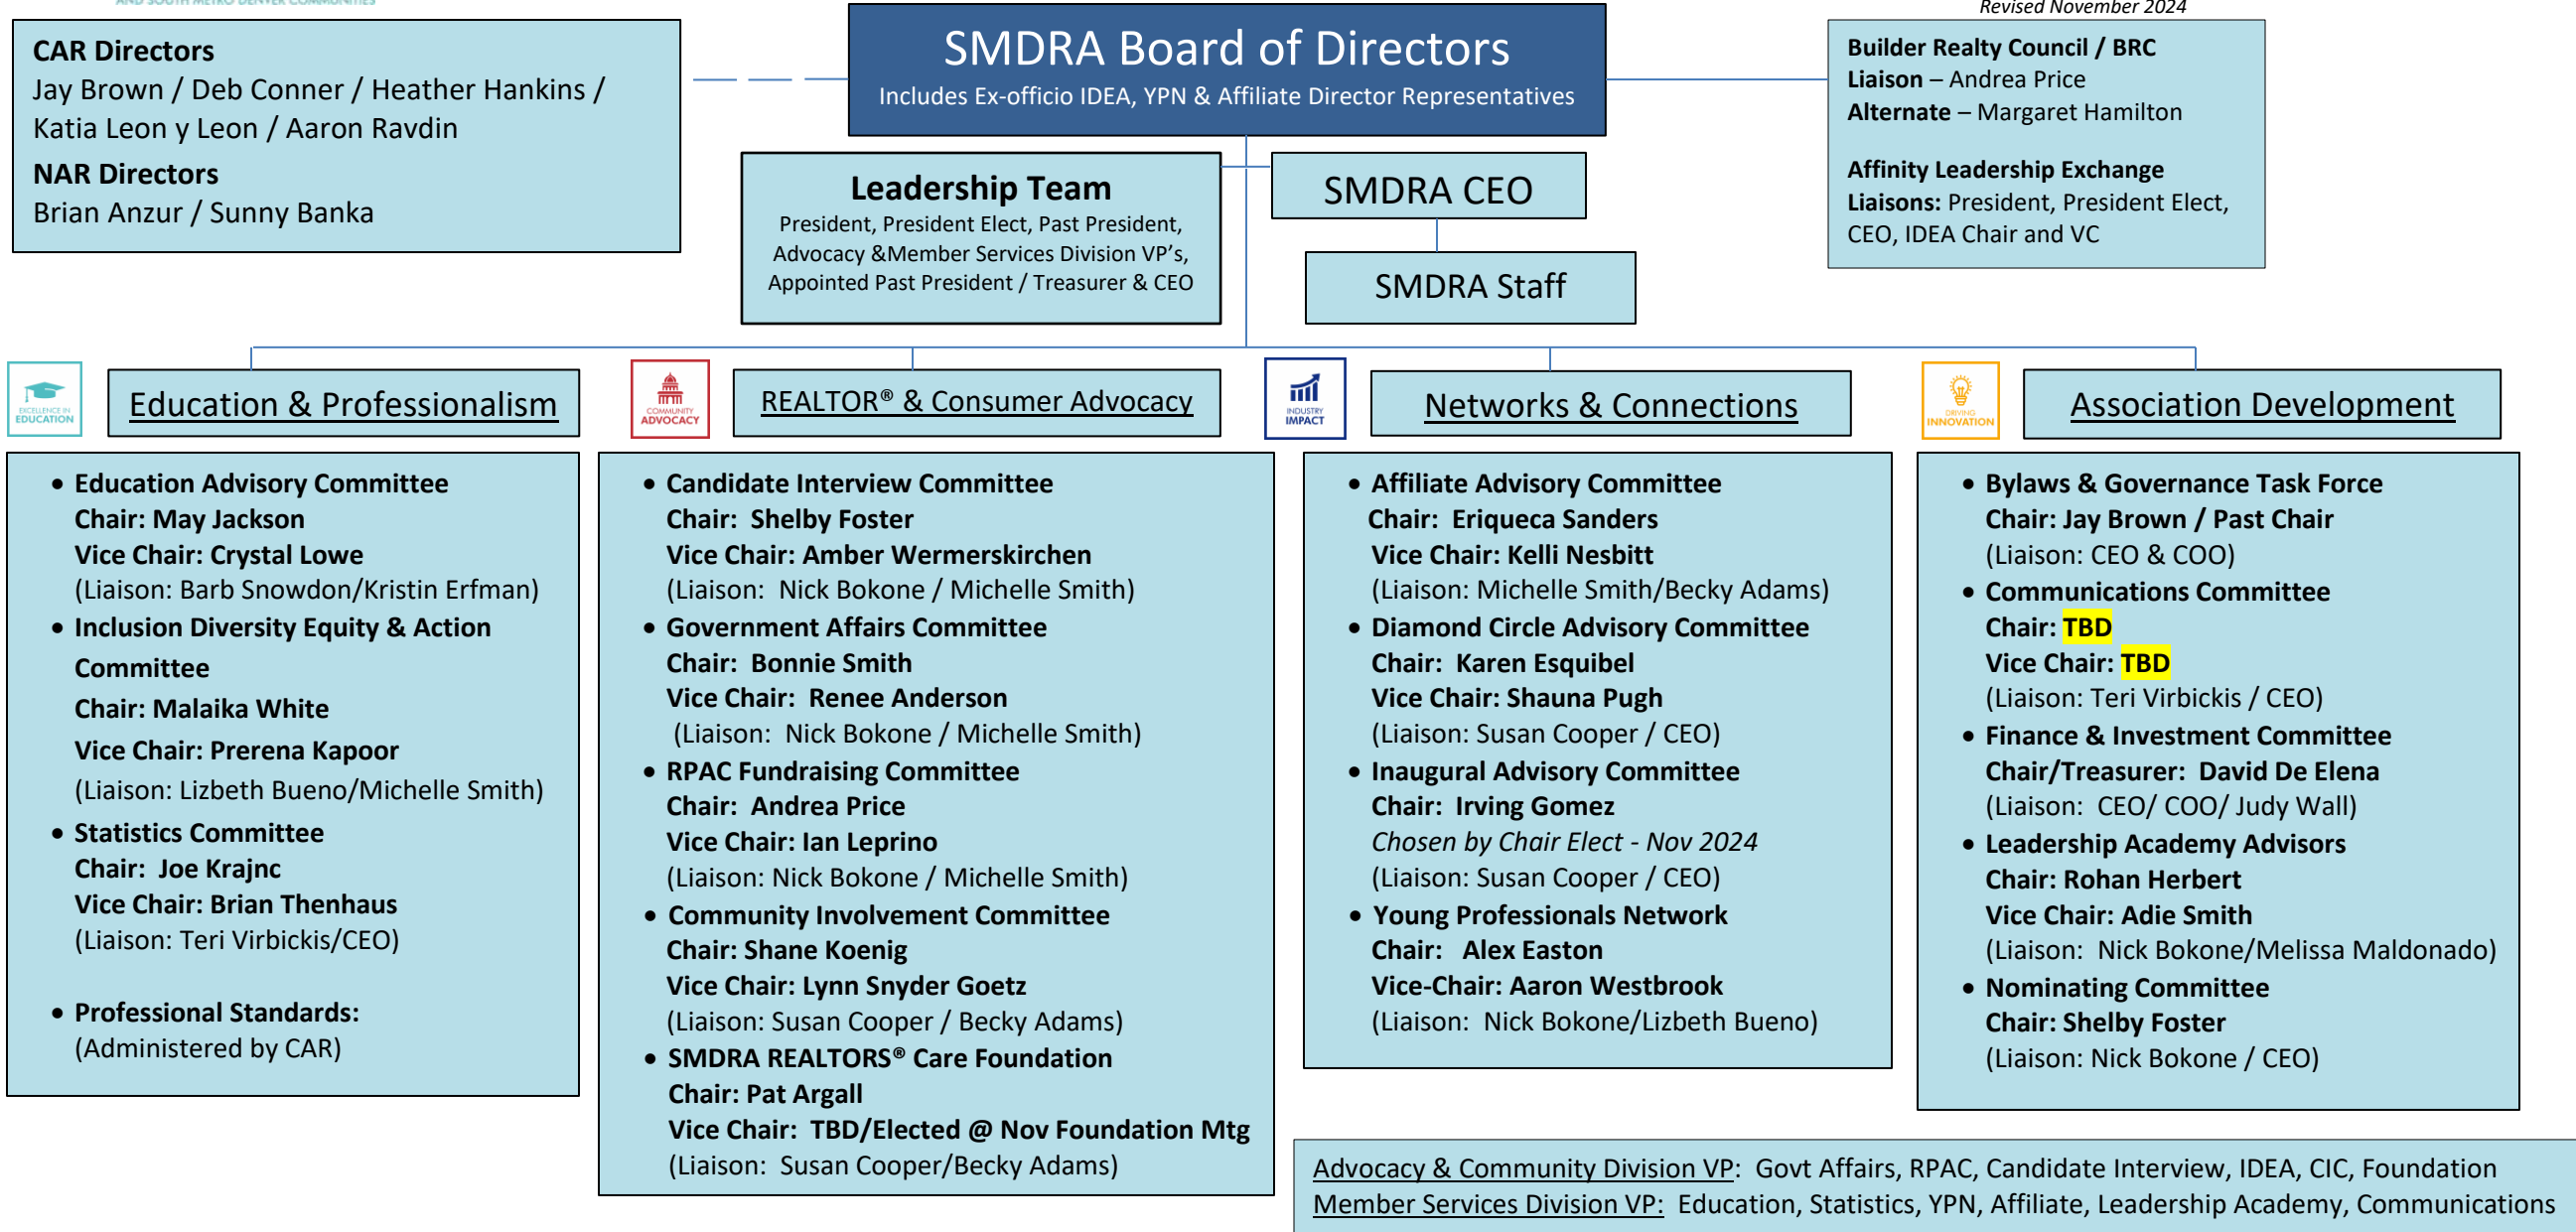 AND SOUTH METRO DENVER COMMUNITIES
Revised November 2024
CAR Directors
Jay Brown / Deb Conner / Heather Hankins /
Katia Leon y Leon / Aaron Ravdin
NAR Directors
Brian Anzur / Sunny Banka
SMDRA Board of Directors
Includes Ex-officio IDEA, YPN & Affiliate Director Representatives
Builder Realty Council / BRC
Liaison – Andrea Price
Alternate – Margaret Hamilton
Affinity Leadership Exchange
Liaisons: President, President Elect,
CEO, IDEA Chair and VC
Leadership Team
President, President Elect, Past President,
Advocacy &Member Services Division VP’s,
Appointed Past President / Treasurer & CEO
SMDRA CEO
SMDRA Staff
EXCELLENCE IN
EDUCATION
Education & Professionalism
COMMUNITY
ADVOCACY
REALTOR® & Consumer Advocacy
INDUSTRY
IMPACT
Networks & Connections
DRIVING
INNOVATION
Association Development
• Education Advisory Committee
Chair: May Jackson
Vice Chair: Crystal Lowe
(Liaison: Barb Snowdon/Kristin Erfman)
• Inclusion Diversity Equity & Action
Committee
Chair: Malaika White
Vice Chair: Prerena Kapoor
(Liaison: Lizbeth Bueno/Michelle Smith)
• Statistics Committee
Chair: Joe Krajnc
Vice Chair: Brian Thenhaus
(Liaison: Teri Virbickis/CEO)
• Professional Standards:
(Administered by CAR)
• Candidate Interview Committee
Chair: Shelby Foster
Vice Chair: Amber Wermerskirchen
(Liaison: Nick Bokone / Michelle Smith)
• Government Affairs Committee
Chair: Bonnie Smith
Vice Chair: Renee Anderson
(Liaison: Nick Bokone / Michelle Smith)
• RPAC Fundraising Committee
Chair: Andrea Price
Vice Chair: Ian Leprino
(Liaison: Nick Bokone / Michelle Smith)
• Community Involvement Committee
Chair: Shane Koenig
Vice Chair: Lynn Snyder Goetz
(Liaison: Susan Cooper / Becky Adams)
• SMDRA REALTORS® Care Foundation
Chair: Pat Argall
Vice Chair: TBD/Elected @ Nov Foundation Mtg
(Liaison: Susan Cooper/Becky Adams)
• Affiliate Advisory Committee
Chair: Eriqueca Sanders
Vice Chair: Kelli Nesbitt
(Liaison: Michelle Smith/Becky Adams)
• Diamond Circle Advisory Committee
Chair: Karen Esquibel
Vice Chair: Shauna Pugh
(Liaison: Susan Cooper / CEO)
• Inaugural Advisory Committee
Chair: Irving Gomez
Chosen by Chair Elect - Nov 2024
(Liaison: Susan Cooper / CEO)
• Young Professionals Network
Chair: Alex Easton
Vice-Chair: Aaron Westbrook
(Liaison: Nick Bokone/Lizbeth Bueno)
• Bylaws & Governance Task Force
Chair: Jay Brown / Past Chair
(Liaison: CEO & COO)
• Communications Committee
Chair: TBD
Vice Chair: TBD
(Liaison: Teri Virbickis / CEO)
• Finance & Investment Committee
Chair/Treasurer: David De Elena
(Liaison: CEO/ COO/ Judy Wall)
• Leadership Academy Advisors
Chair: Rohan Herbert
Vice Chair: Adie Smith
(Liaison: Nick Bokone/Melissa Maldonado)
• Nominating Committee
Chair: Shelby Foster
(Liaison: Nick Bokone / CEO)
Advocacy & Community Division VP: Govt Affairs, RPAC, Candidate Interview, IDEA, CIC, Foundation
Member Services Division VP: Education, Statistics, YPN, Affiliate, Leadership Academy, Communications